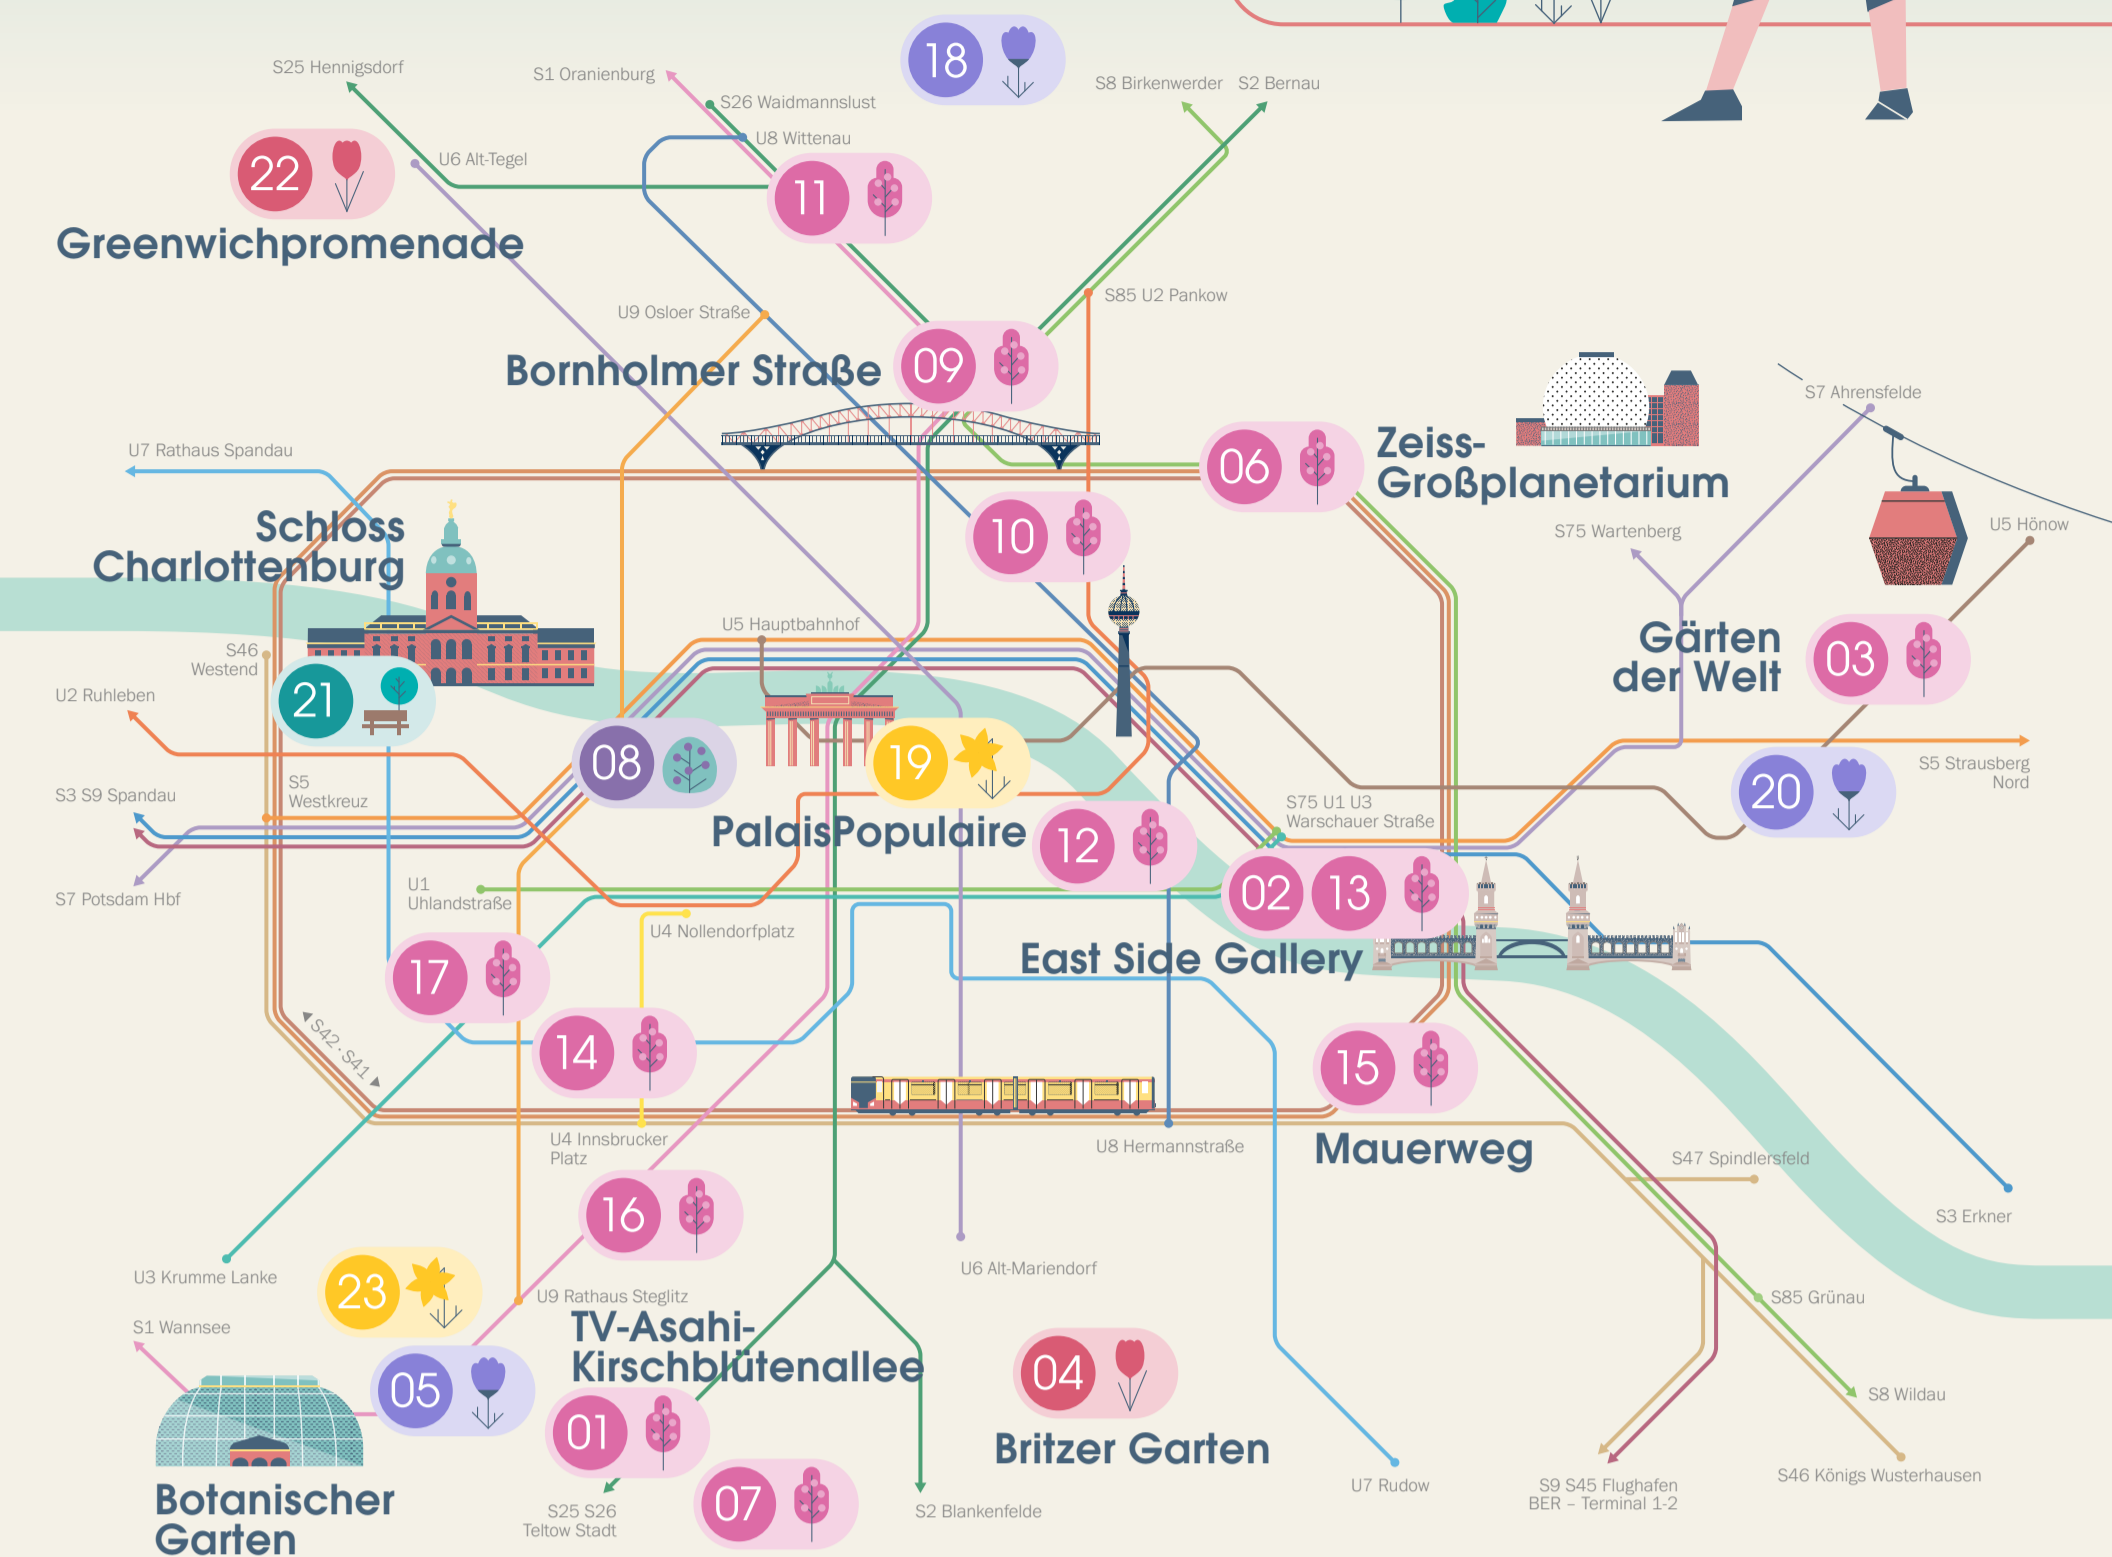 18
S25 Hennigsdorf
S1 Oranienburg
S8 Birkenwerder
S2 Bernau
S26 Waidmannslust
U8 Wittenau
U6 Alt-Tegel
22
11
Greenwichpromenade
S85 U2 Pankow
U9 Osloer Straße
Bornholmer Straße
09
S7 Ahrensfelde
U7 Rathaus Spandau
06
Zeiss-
Großplanetarium
Schloss
Charlottenburg
10
S75 Wartenberg
U5 Hönow
U5 Hauptbahnhof
S46
Westend
Gärten
der Welt
03
U2 Ruhleben
21
08
19
S5 Strausberg
Nord
20
S5
Westkreuz
S3 S9 Spandau
S75 U1 U3
Warschauer Straße
PalaisPopulaire
12
S7 Potsdam Hbf
U1
Uhlandstraße
02 13
U4 Nollendorfplatz
East Side Gallery
17
S42 · S41
14
15
U4 Innsbrucker
Platz
U8 Hermannstraße
Mauerweg
S47 Spindlersfeld
16
S3 Erkner
U3 Krumme Lanke
U6 Alt-Mariendorf
23
U9 Rathaus Steglitz
S85 Grünau
S1 Wannsee
TV-Asahi-
Kirschblütenallee
04
05
S8 Wildau
01
Britzer Garten
S46 Königs Wusterhausen
U7 Rudow
S9 S45 Flughafen
BER – Terminal 1-2
Botanischer
Garten
S25 S26
Teltow Stadt
07
S2 Blankenfelde